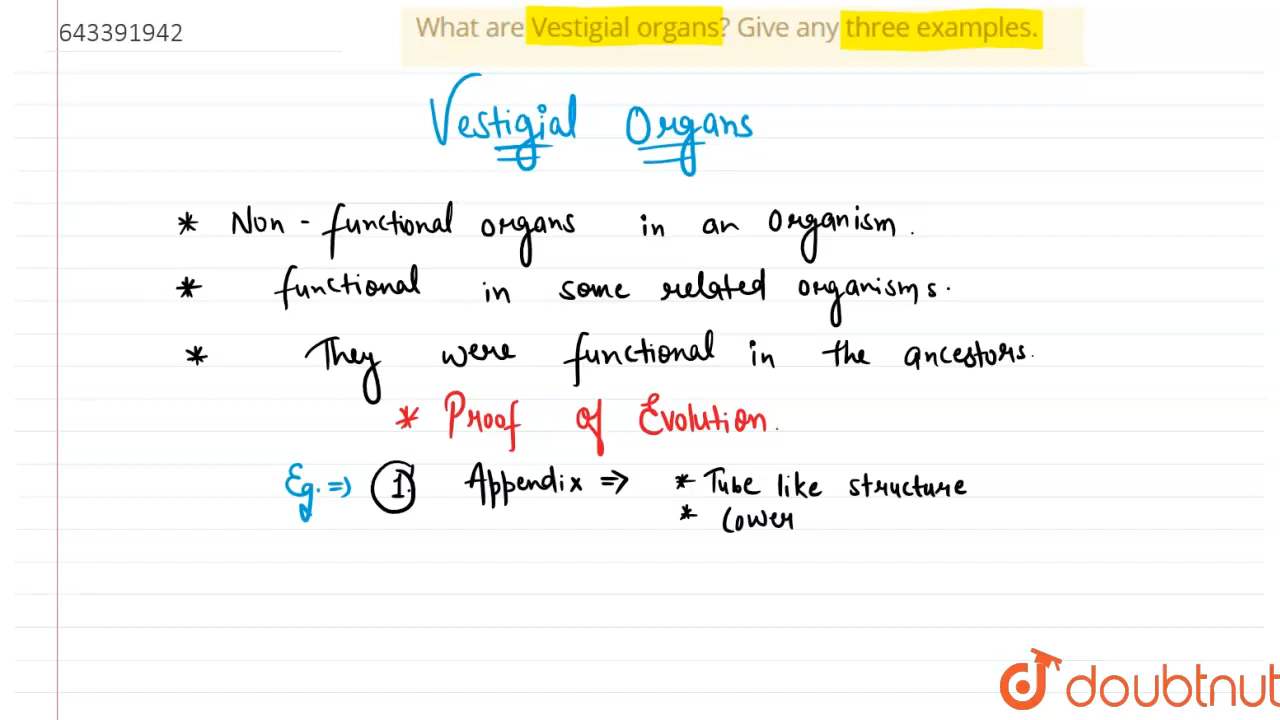 643391942
What are Vestigial organs? Give any three examples.
Vestigial Organs
* Non-functional organs in an organism.
* functional in some related organisms.
* They were functional in the ancestors.
* Proof of Evolution.
Eg. => 1. Appendix => * Tube like structure
* Lower
doubtnut